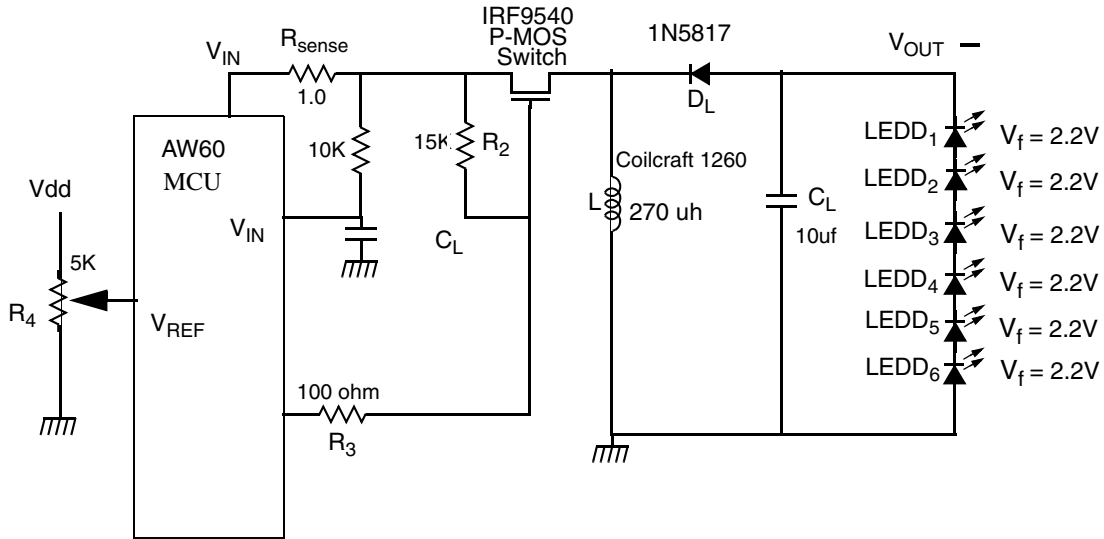 IRF9540
P-MOS
Switch
1N5817
V_OUT −
V_IN
R_sense
1.0
D_L
AW60
MCU
10K
15K
R_2
Coilcraft 1260
L
270 uh
C_L
10uf
LEDD_1
V_f = 2.2V
LEDD_2
V_f = 2.2V
LEDD_3
V_f = 2.2V
LEDD_4
V_f = 2.2V
LEDD_5
V_f = 2.2V
LEDD_6
V_f = 2.2V
Vdd
V_IN
C_L
5K
R_4
V_REF
100 ohm
R_3